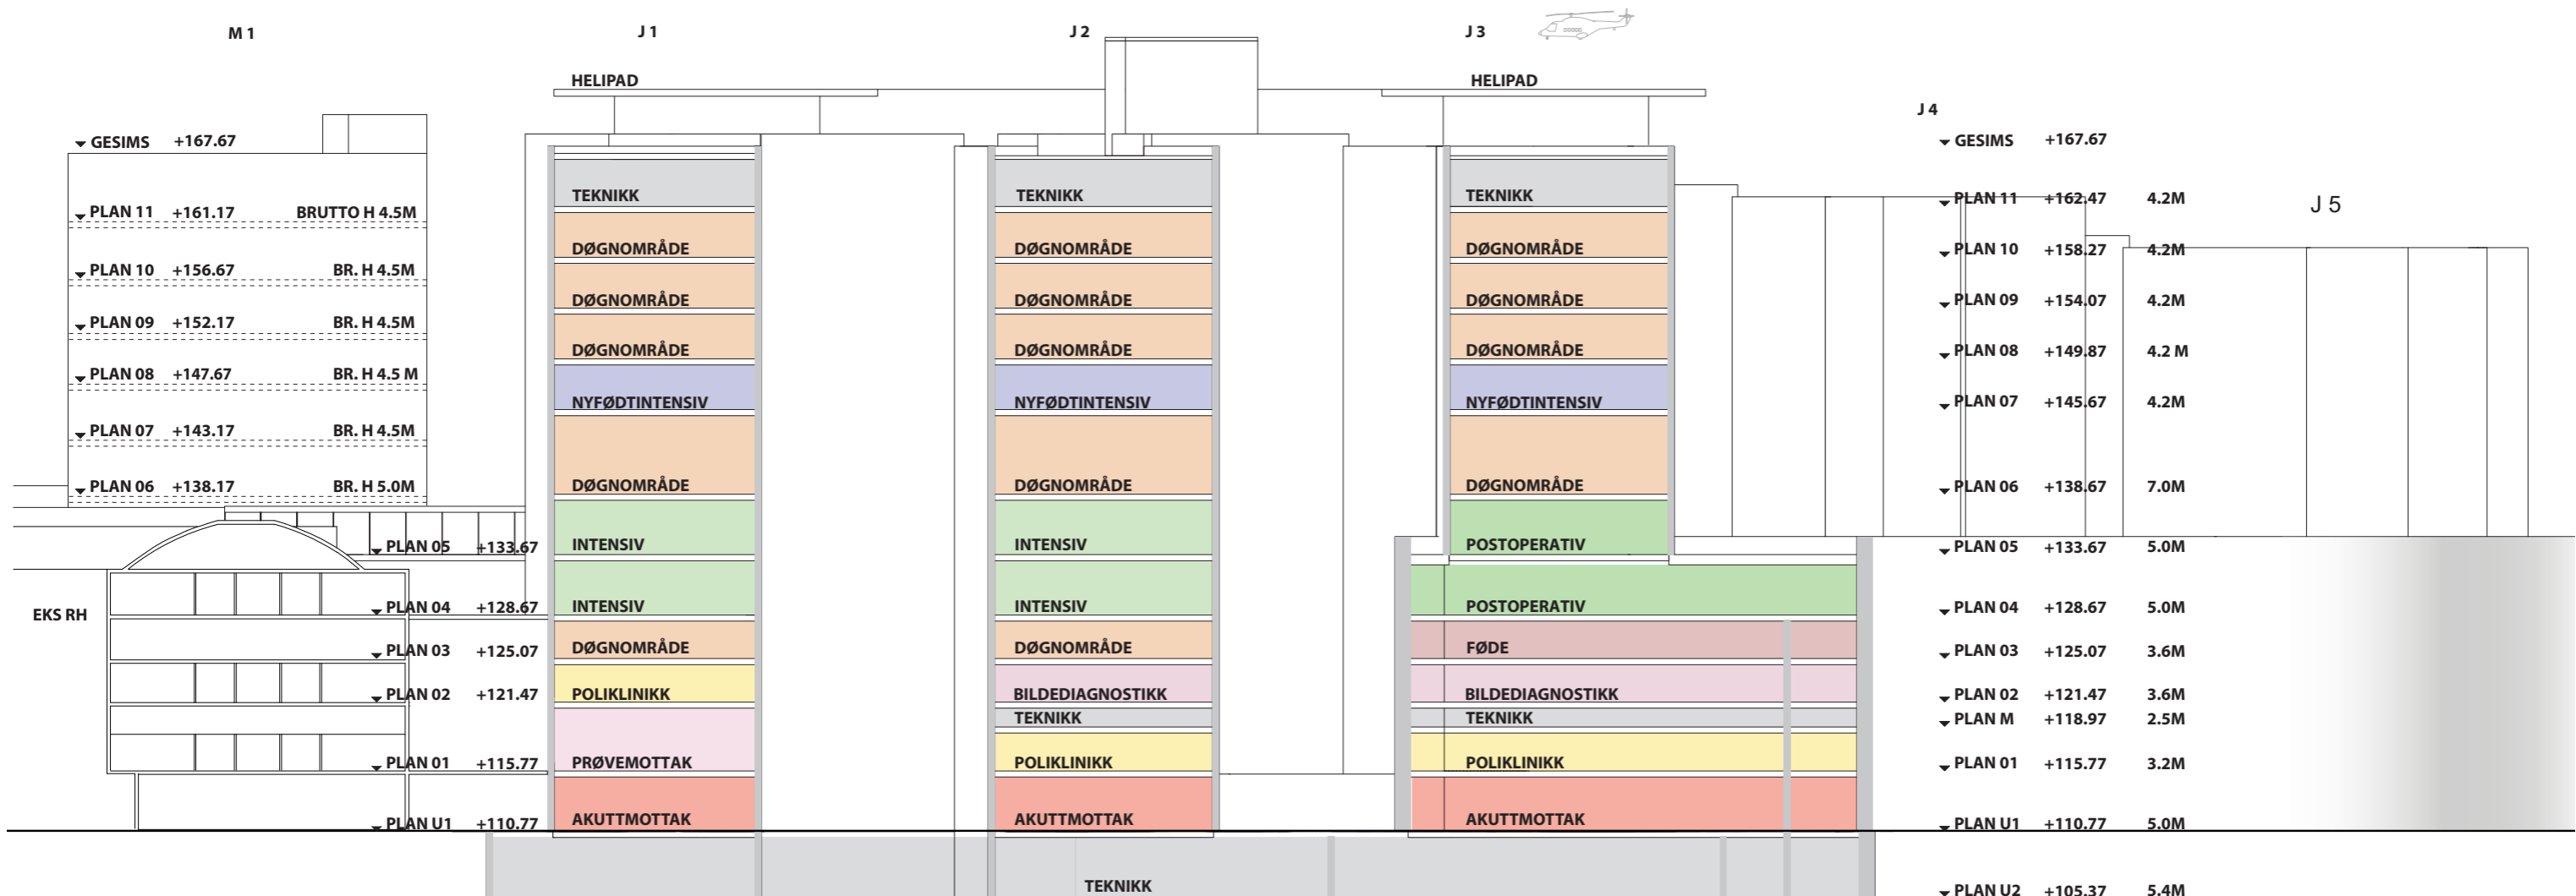 M 1
J 1
J 2
J 3
HELIPAD
HELIPAD
J 4
GESIMS +167.67
GESIMS +167.67
TEKNIKK
TEKNIKK
TEKNIKK
PLAN 11 +162.47 4.2M
J 5
PLAN 11 +161.17 BRUTTO H 4.5M
DØGNOMRÅDE
DØGNOMRÅDE
DØGNOMRÅDE
PLAN 10 +158.27 4.2M
PLAN 10 +156.67 BR. H 4.5M
DØGNOMRÅDE
DØGNOMRÅDE
DØGNOMRÅDE
PLAN 09 +154.07 4.2M
PLAN 09 +152.17 BR. H 4.5M
DØGNOMRÅDE
DØGNOMRÅDE
DØGNOMRÅDE
PLAN 08 +149.87 4.2 M
PLAN 08 +147.67 BR. H 4.5 M
NYFØDTINTENSIV
NYFØDTINTENSIV
NYFØDTINTENSIV
PLAN 07 +145.67 4.2M
PLAN 07 +143.17 BR. H 4.5M
PLAN 06 +138.17 BR. H 5.0M
DØGNOMRÅDE
DØGNOMRÅDE
DØGNOMRÅDE
PLAN 06 +138.67 7.0M
PLAN 05 +133.67
INTENSIV
INTENSIV
POSTOPERATIV
PLAN 05 +133.67 5.0M
EKS RH
PLAN 04 +128.67
INTENSIV
INTENSIV
POSTOPERATIV
PLAN 04 +128.67 5.0M
PLAN 03 +125.07
DØGNOMRÅDE
DØGNOMRÅDE
FØDE
PLAN 03 +125.07 3.6M
PLAN 02 +121.47
POLIKLINIKK
BILDEDIAGNOSTIKK
BILDEDIAGNOSTIKK
PLAN 02 +121.47 3.6M
TEKNIKK
TEKNIKK
PLAN M +118.97 2.5M
PLAN 01 +115.77
PRØVEMOTTAK
POLIKLINIKK
POLIKLINIKK
PLAN 01 +115.77 3.2M
PLAN U1 +110.77
AKUTTMOTTAK
AKUTTMOTTAK
AKUTTMOTTAK
PLAN U1 +110.77 5.0M
TEKNIKK
PLAN U2 +105.37 5.4M